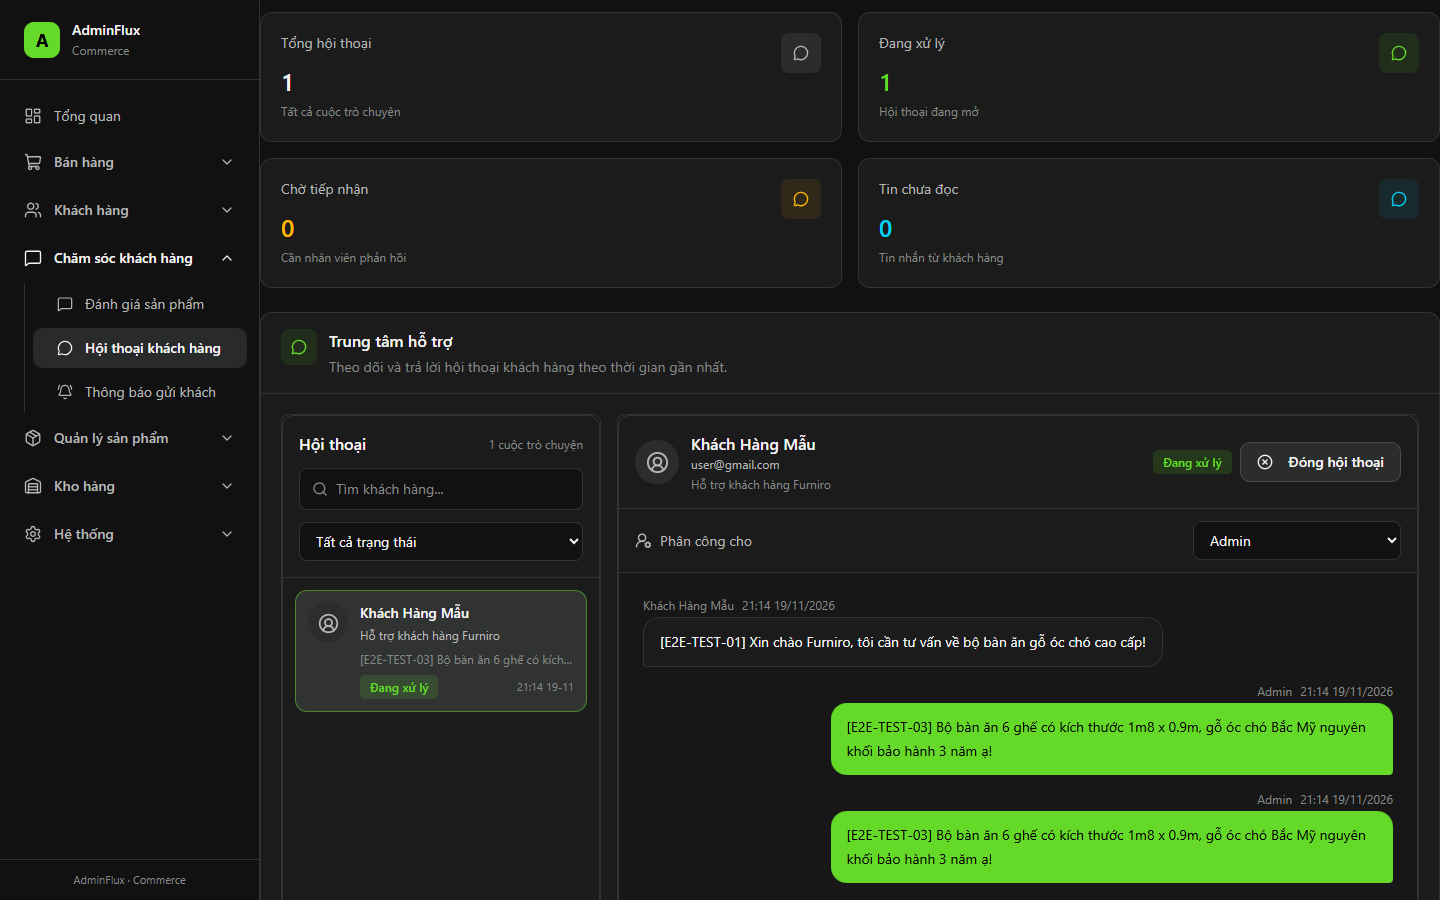 A
AdminFlux
Commerce
Tổng quan
Bán hàng
Khách hàng
Chăm sóc khách hàng
Đánh giá sản phẩm
Hội thoại khách hàng
Thông báo gửi khách
Quản lý sản phẩm
Kho hàng
Hệ thống
AdminFlux · Commerce
Tổng hội thoại
1
Tất cả cuộc trò chuyện
Đang xử lý
1
Hội thoại đang mở
Chờ tiếp nhận
0
Cần nhân viên phản hồi
Tin chưa đọc
0
Tin nhắn từ khách hàng
Trung tâm hỗ trợ
Theo dõi và trả lời hội thoại khách hàng theo thời gian gần nhất.
Hội thoại
1 cuộc trò chuyện
Tìm khách hàng...
Tất cả trạng thái
Khách Hàng Mẫu
Hỗ trợ khách hàng Furniro
[E2E-TEST-03] Bộ bàn ăn 6 ghế có kích...
Đang xử lý
21:14 19-11
Khách Hàng Mẫu
user@gmail.com
Hỗ trợ khách hàng Furniro
Đang xử lý
Đóng hội thoại
Phân công cho
Admin
Khách Hàng Mẫu 21:14 19/11/2026
[E2E-TEST-01] Xin chào Furniro, tôi cần tư vấn về bộ bàn ăn gỗ óc chó cao cấp!
Admin 21:14 19/11/2026
[E2E-TEST-03] Bộ bàn ăn 6 ghế có kích thước 1m8 x 0.9m, gỗ óc chó Bắc Mỹ nguyên
khối bảo hành 3 năm ạ!
Admin 21:14 19/11/2026
[E2E-TEST-03] Bộ bàn ăn 6 ghế có kích thước 1m8 x 0.9m, gỗ óc chó Bắc Mỹ nguyên
khối bảo hành 3 năm ạ!